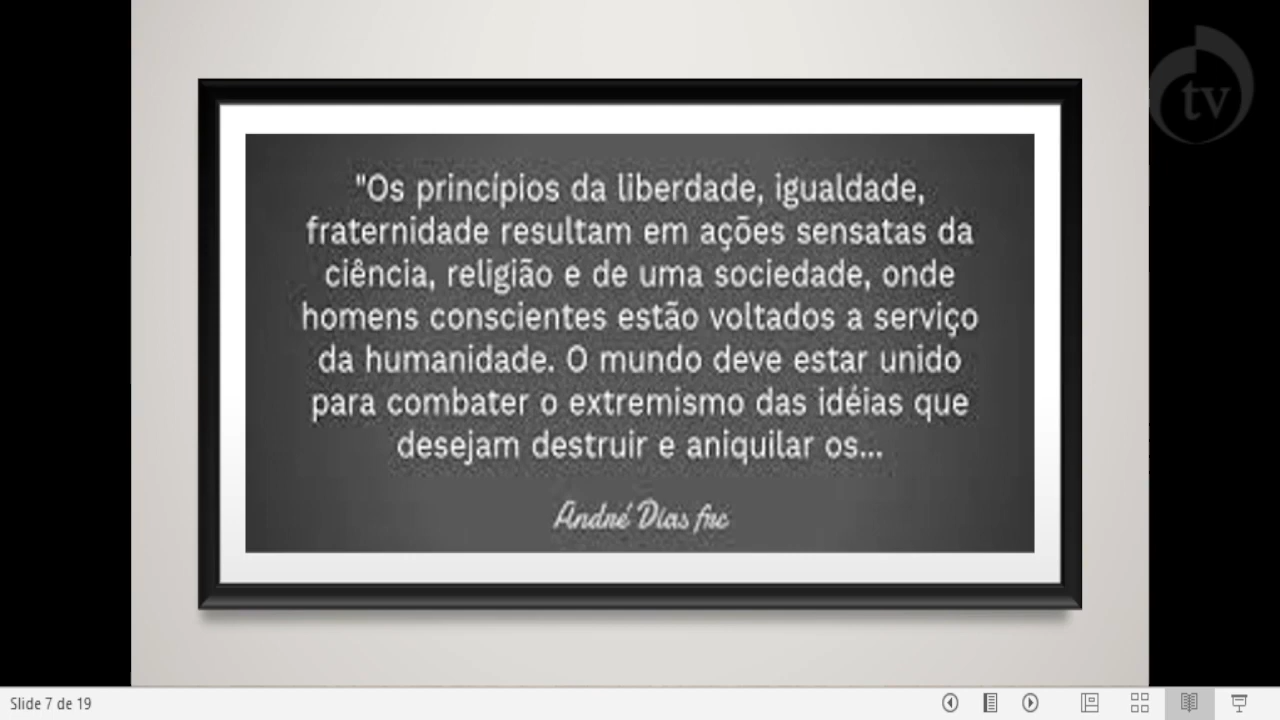 tv
"Os princípios da liberdade, igualdade,
fraternidade resultam em ações sensatas da
ciência, religião e de uma sociedade, onde
homens conscientes estão voltados a serviço
da humanidade. O mundo deve estar unido
para combater o extremismo das idéias que
desejam destruir e aniquilar os...
André Dias frc
Slide 7 de 19